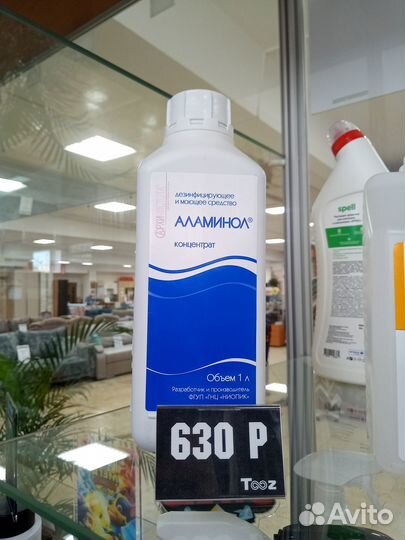 дезинфицирующее
и моющее средство
АЛАМИНОЛ®
концентрат
Объем 1 л
Разработчик и производитель
ФГУП «ГНЦ «НИОПИК»
630 Р
Tooz
spell
Avito